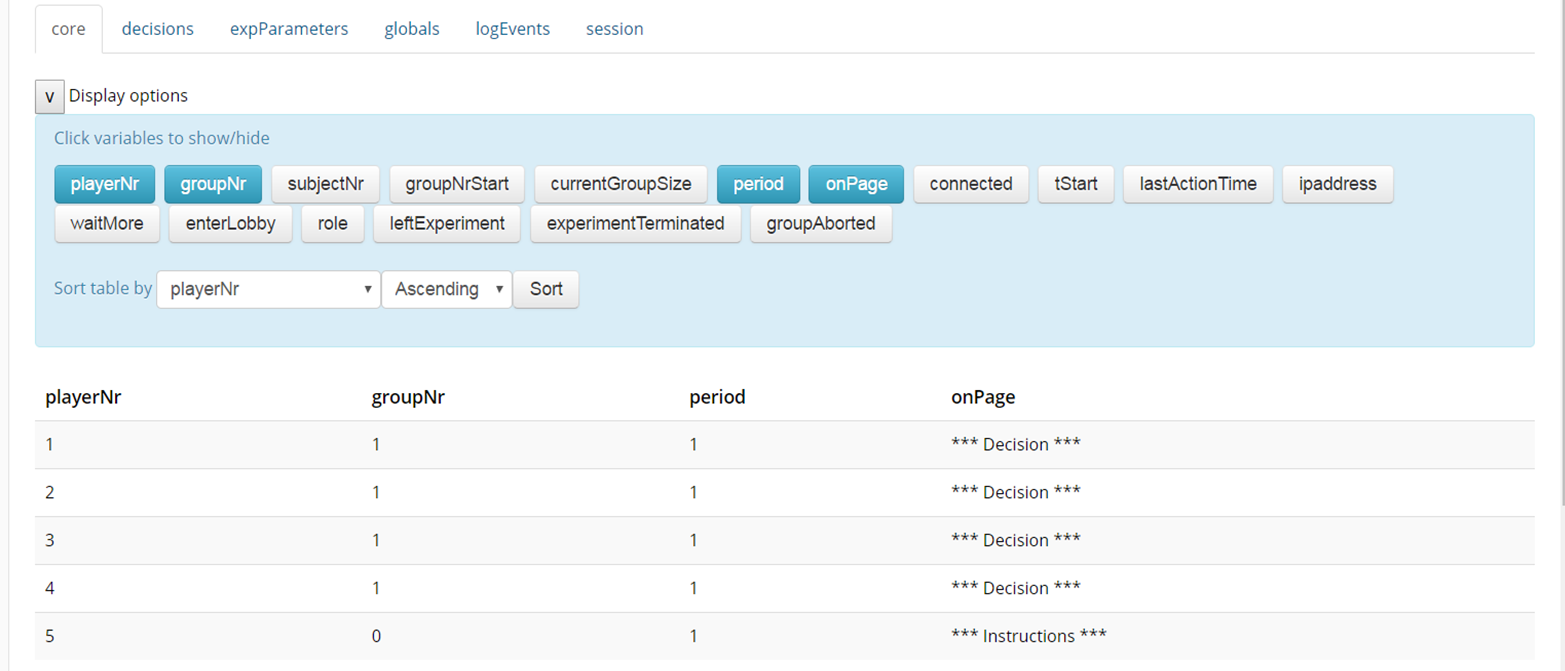 core decisions expParameters globals logEvents session
v Display options
Click variables to show/hide
playerNr groupNr subjectNr groupNrStart currentGroupSize period onPage connected tStart lastActionTime ipaddress
waitMore enterLobby role leftExperiment experimentTerminated groupAborted
Sort table by playerNr Ascending Sort
playerNr groupNr period onPage
1 1 1 *** Decision ***
2 1 1 *** Decision ***
3 1 1 *** Decision ***
4 1 1 *** Decision ***
5 0 1 *** Instructions ***